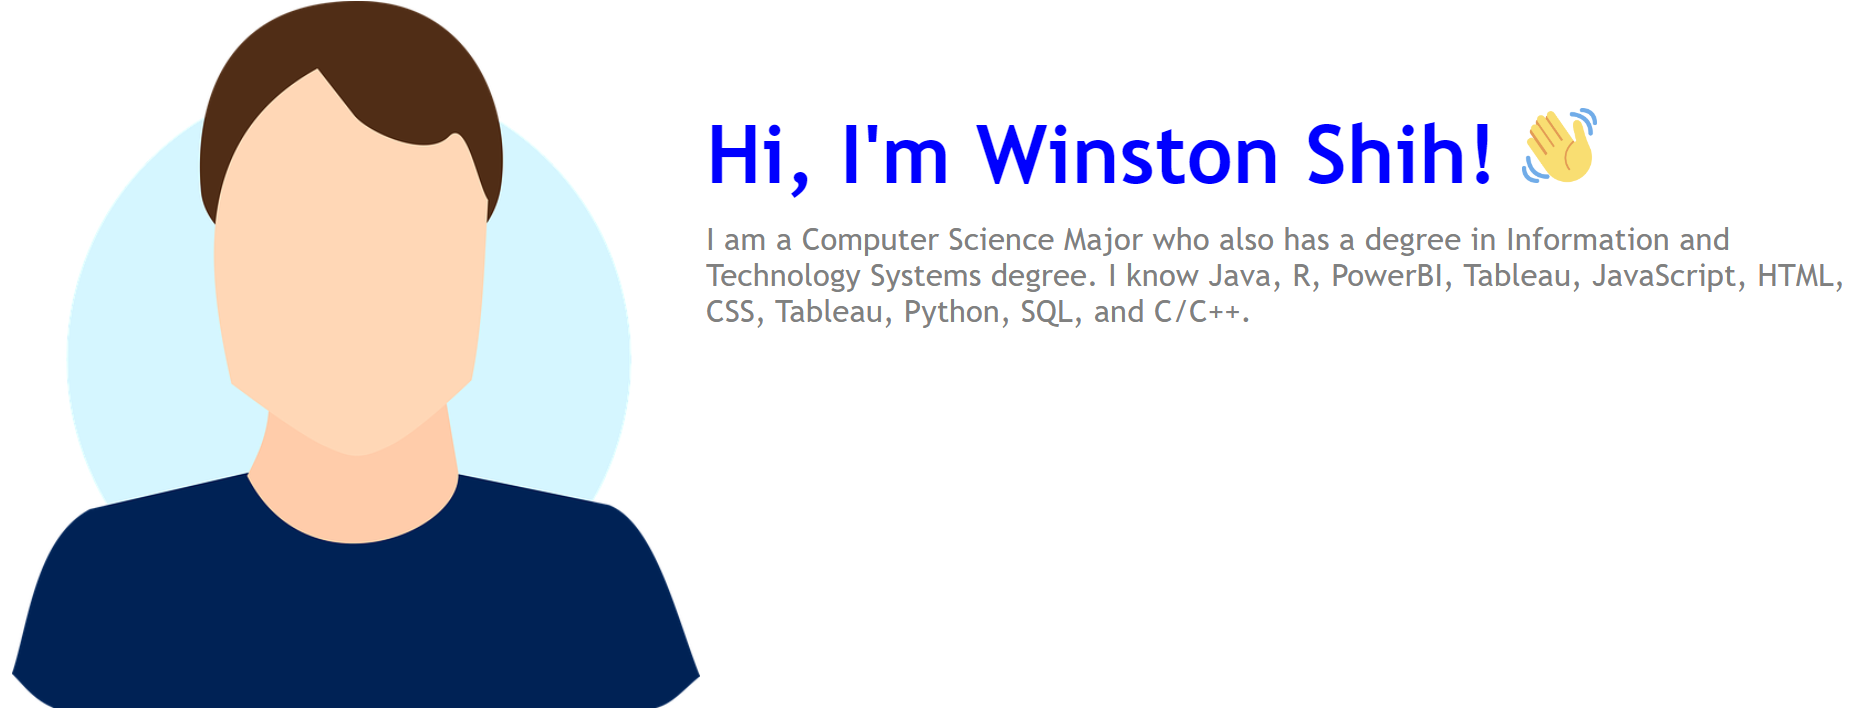 Hi, I'm Winston Shih! 👋
I am a Computer Science Major who also has a degree in Information and
Technology Systems degree. I know Java, R, PowerBI, Tableau, JavaScript, HTML,
CSS, Tableau, Python, SQL, and C/C++.